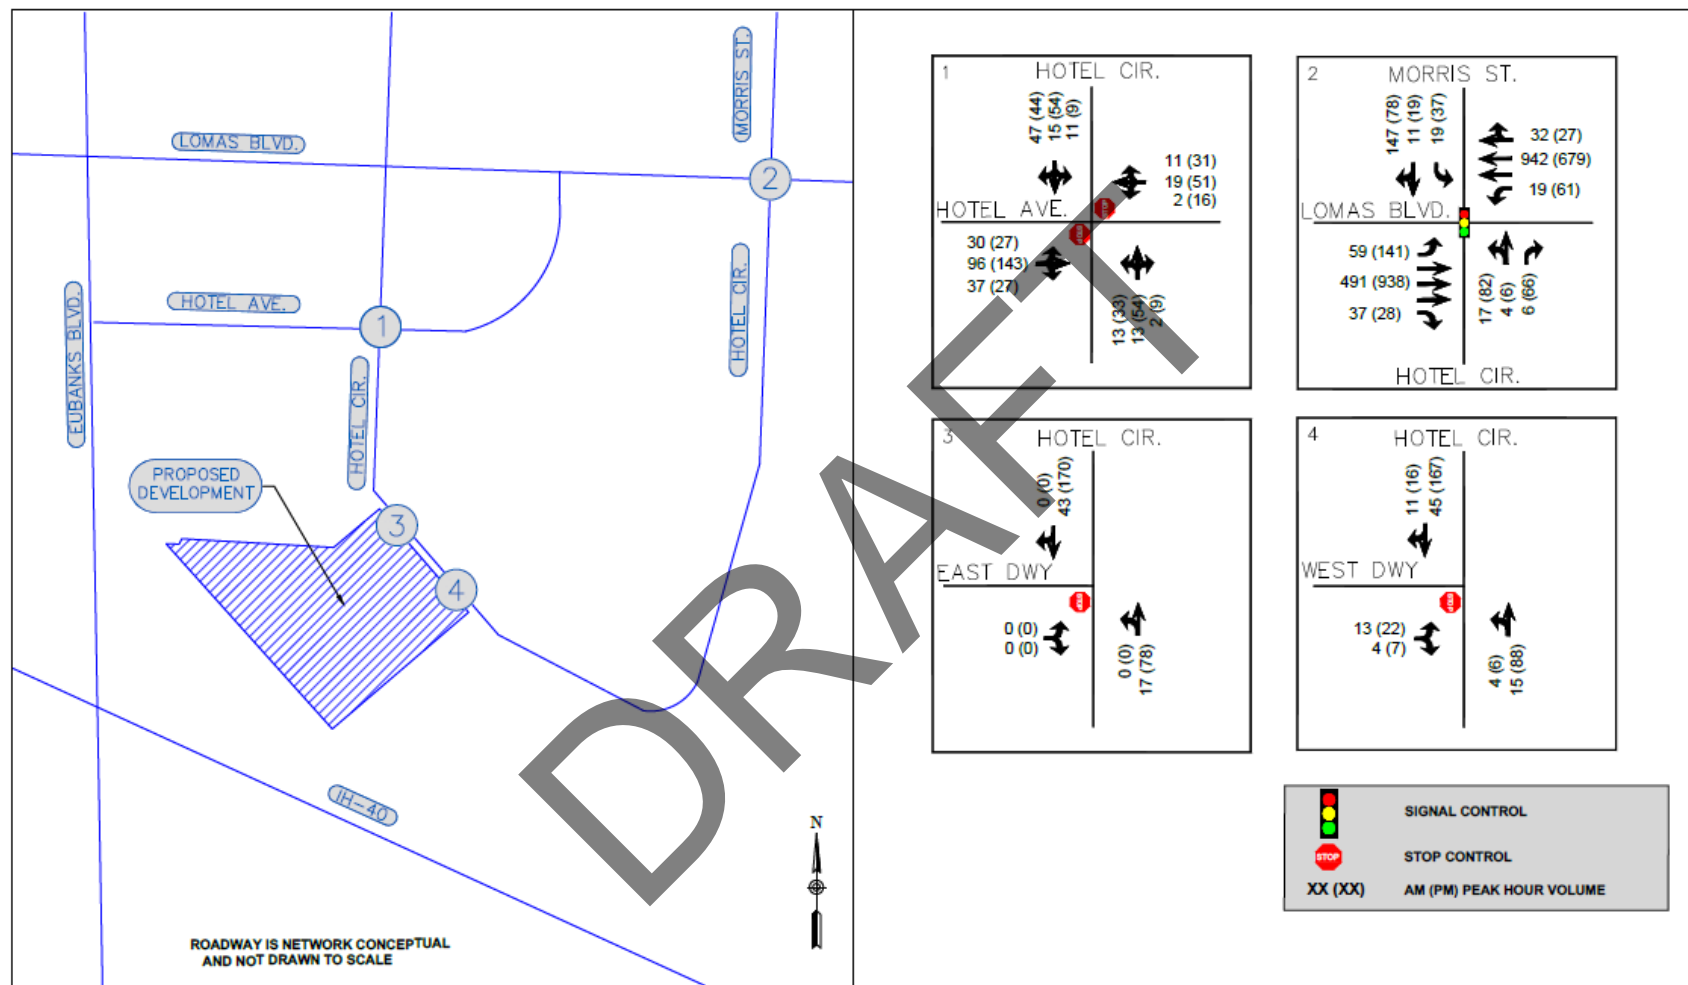 LOMAS BLVD.
MORRIS ST.
2
HOTEL AVE.
1
EUBANKS BLVD.
HOTEL CIR.
HOTEL CIR.
PROPOSED
DEVELOPMENT
3
4
IH-40
N
ROADWAY IS NETWORK CONCEPTUAL
AND NOT DRAWN TO SCALE
1
HOTEL CIR.
47 (44)
15 (54)
11 (9)
11 (31)
19 (51)
2 (16)
HOTEL AVE.
STOP
STOP
30 (27)
96 (143)
37 (27)
13 (33)
13 (54)
2 (9)
2
MORRIS ST.
147 (78)
11 (19)
19 (37)
32 (27)
942 (679)
19 (61)
LOMAS BLVD.
59 (141)
491 (938)
37 (28)
17 (82)
4 (6)
6 (66)
HOTEL CIR.
3
HOTEL CIR.
0 (0)
43 (170)
EAST DWY
STOP
0 (0)
0 (0)
0 (0)
17 (78)
4
HOTEL CIR.
11 (16)
45 (167)
WEST DWY
STOP
13 (22)
4 (7)
4 (6)
15 (88)
SIGNAL CONTROL
STOP
STOP CONTROL
XX (XX)
AM (PM) PEAK HOUR VOLUME
DRAFT